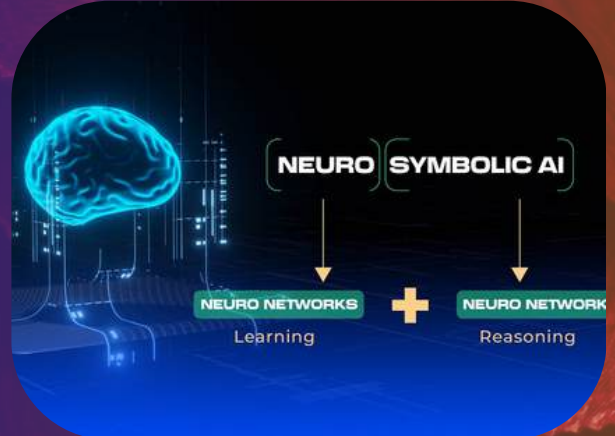 NEURO SYMBOLIC AI
NEURO NETWORKS NEURO NETWORK
Learning Reasoning